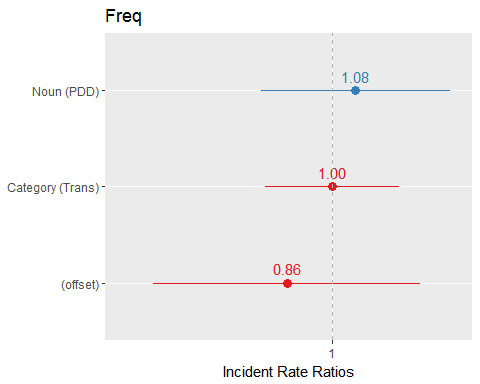 Freq
1.08
Noun (PDD)
1.00
Category (Trans)
0.86
(offset)
1
Incident Rate Ratios